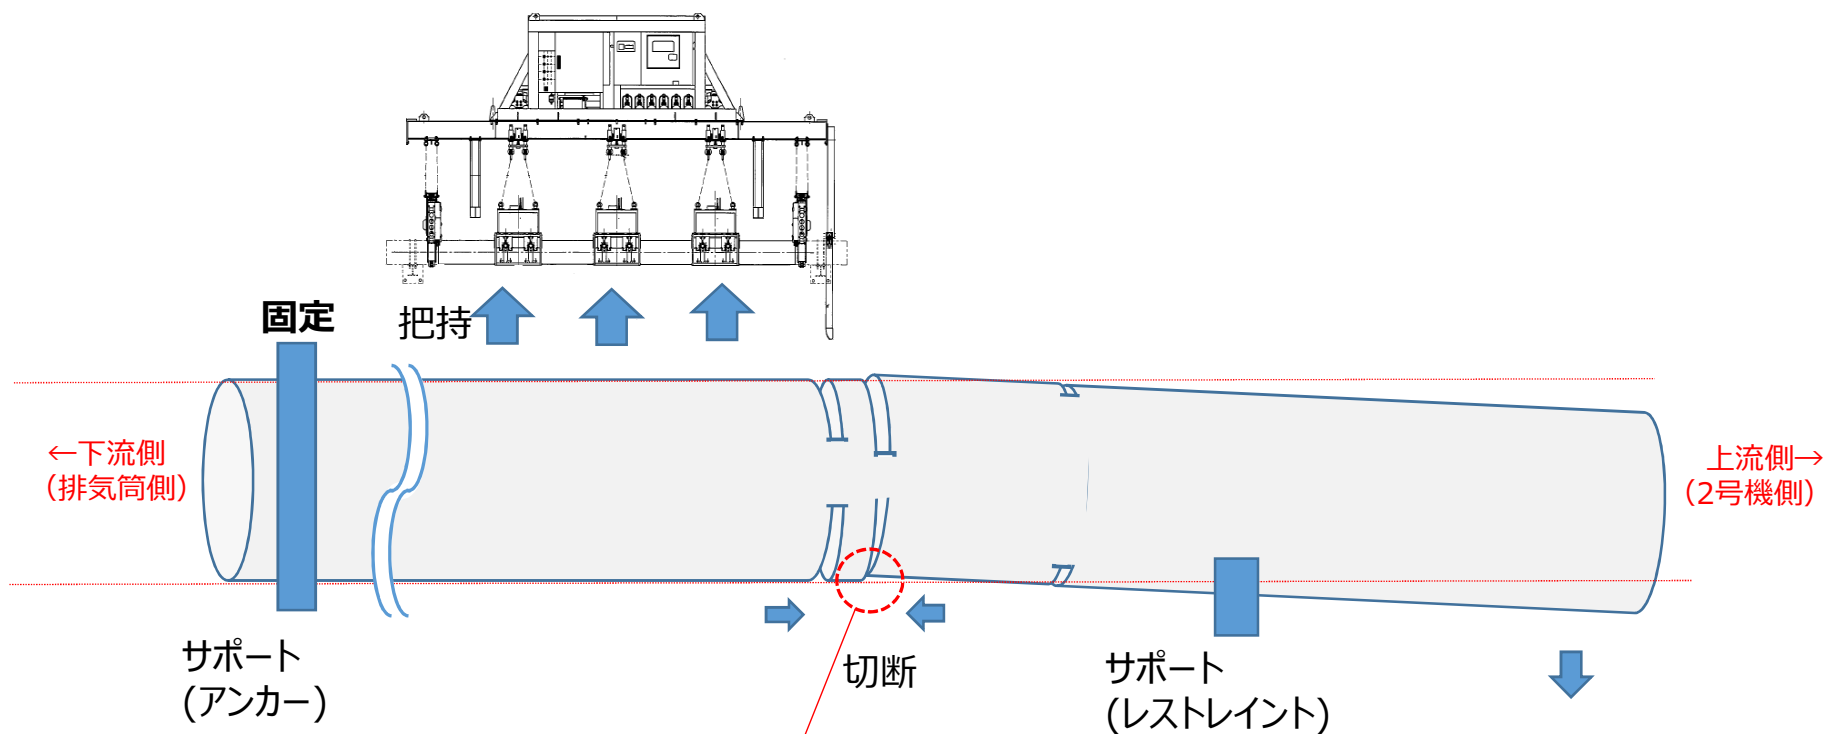 固定
把持
←下流側
（排気筒側）
上流側→
（2号機側）
サポート
(アンカー)
切断
サポート
(レストレイント)